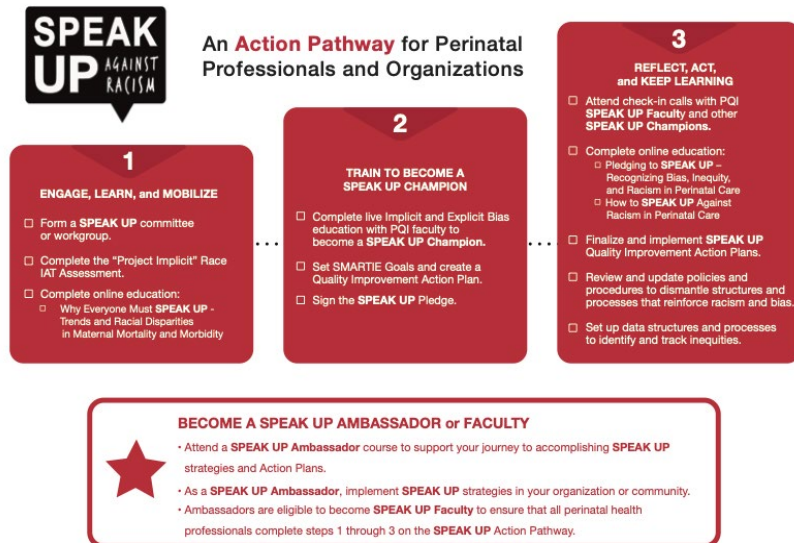 SPEAK
UP AGAINST
RACISM
An Action Pathway for Perinatal
Professionals and Organizations
1
ENGAGE, LEARN, and MOBILIZE
☐ Form a SPEAK UP committee
or workgroup.
☐ Complete the "Project Implicit" Race
IAT Assessment.
☐ Complete online education:
☐ Why Everyone Must SPEAK UP -
Trends and Racial Disparities
in Maternal Mortality and Morbidity
2
TRAIN TO BECOME A
SPEAK UP CHAMPION
☐ Complete live Implicit and Explicit Bias
education with PQI faculty to
become a SPEAK UP Champion.
☐ Set SMARTIE Goals and create a
Quality Improvement Action Plan.
☐ Sign the SPEAK UP Pledge.
3
REFLECT, ACT,
and KEEP LEARNING
☐ Attend check-in calls with PQI
SPEAK UP Faculty and other
SPEAK UP Champions.
☐ Complete online education:
☐ Pledging to SPEAK UP –
Recognizing Bias, Inequity,
and Racism in Perinatal Care
☐ How to SPEAK UP Against
Racism in Perinatal Care
☐ Finalize and implement SPEAK UP
Quality Improvement Action Plans.
☐ Review and update policies and
procedures to dismantle structures and
processes that reinforce racism and bias.
☐ Set up data structures and processes
to identify and track inequities.
BECOME A SPEAK UP AMBASSADOR or FACULTY
• Attend a SPEAK UP Ambassador course to support your journey to accomplishing SPEAK UP
strategies and Action Plans.
• As a SPEAK UP Ambassador, implement SPEAK UP strategies in your organization or community.
• Ambassadors are eligible to become SPEAK UP Faculty to ensure that all perinatal health
professionals complete steps 1 through 3 on the SPEAK UP Action Pathway.